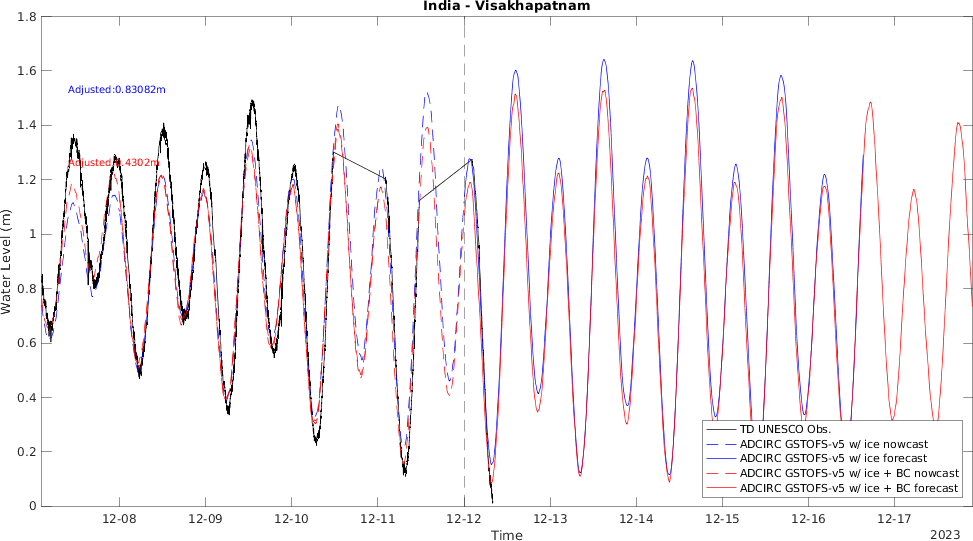 India - Visakhapatnam
1.8
1.6
1.4
1.2
1
0.8
0.6
0.4
0.2
0
Water Level (m)
Adjusted:0.83082m
Adjusted:0.4302m
TD UNESCO Obs.
ADCIRC GSTOFS-v5 w/ ice nowcast
ADCIRC GSTOFS-v5 w/ ice forecast
ADCIRC GSTOFS-v5 w/ ice + BC nowcast
ADCIRC GSTOFS-v5 w/ ice + BC forecast
12-08 12-09 12-10 12-11 12-12 12-13 12-14 12-15 12-16 12-17
Time
2023